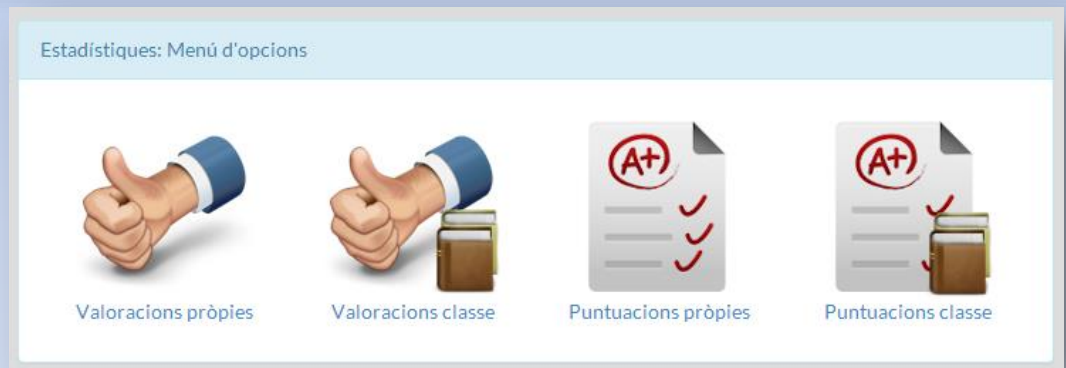 Estadístiques: Menú d'opcions
A+
A+
Valoracions pròpies
Valoracions classe
Puntuacions pròpies
Puntuacions classe